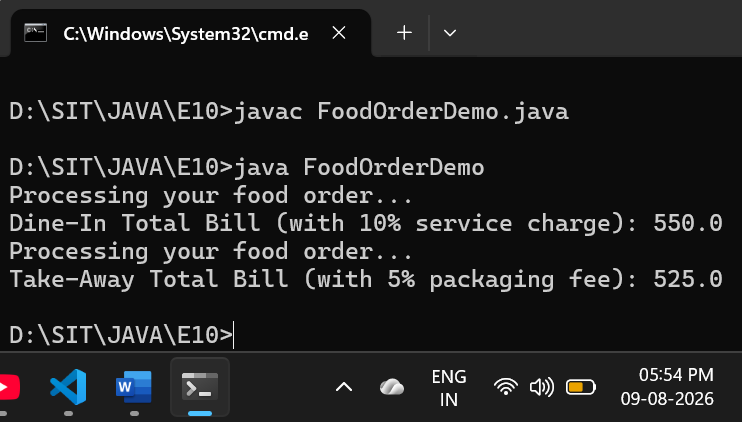 C:\Windows\System32\cmd.e
D:\SIT\JAVA\E10>javac FoodOrderDemo.java
D:\SIT\JAVA\E10>java FoodOrderDemo
Processing your food order...
Dine-In Total Bill (with 10% service charge): 550.0
Processing your food order...
Take-Away Total Bill (with 5% packaging fee): 525.0
D:\SIT\JAVA\E10>
ENG
IN
05:54 PM
09-08-2026